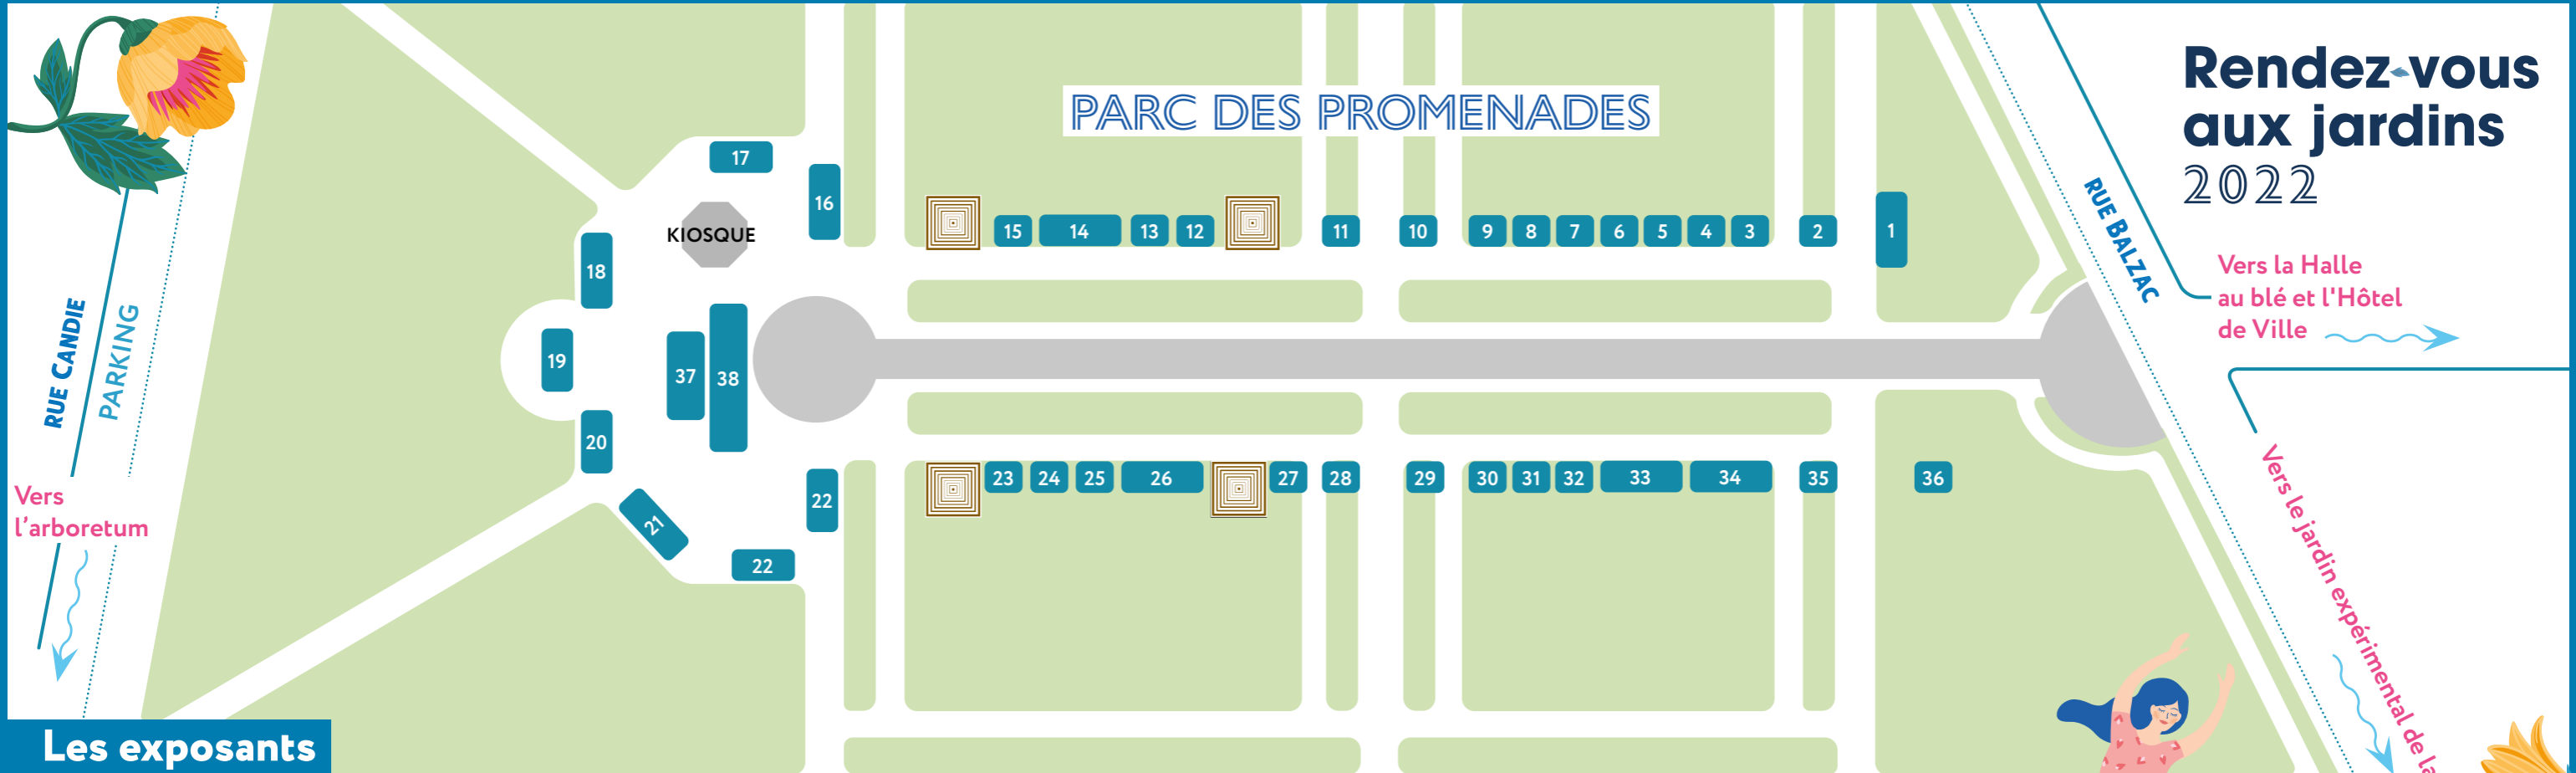 Rendez-vous
aux jardins
2022
PARC DES PROMENADES
17
16
KIOSQUE
15
14
13
12
11
10
9
8
7
6
5
4
3
2
1
18
19
37
38
20
21
22
22
23
24
25
26
27
28
29
30
31
32
33
34
35
36
RUE CANDIE
PARKING
Vers
l'arboretum
RUE BALZAC
Vers la Halle
au blé et l'Hôtel
de Ville
Vers le jardin expérimental de la
Les exposants